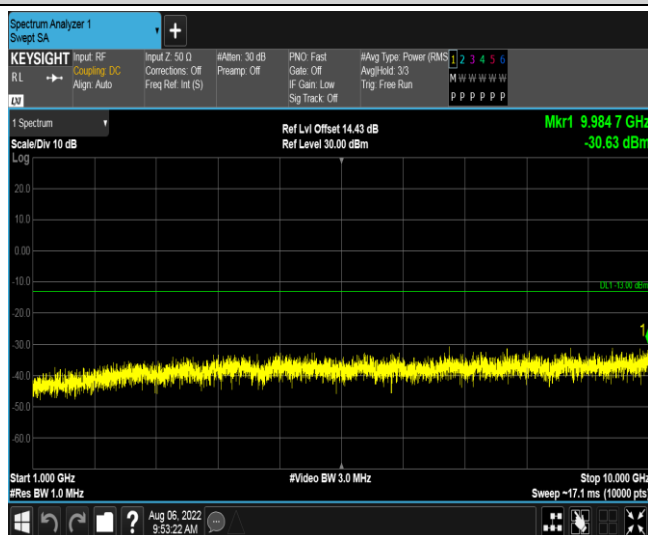 Spectrum Analyzer 1
Swept SA
+
KEYSIGHT
RL
LXI
Input: RF
Coupling: DC
Align: Auto
Input Z: 50 Ω
Corrections: Off
Freq Ref: Int (S)
#Atten: 30 dB
Preamp: Off
PNO: Fast
Gate: Off
IF Gain: Low
Sig Track: Off
#Avg Type: Power (RMS
Avg|Hold: 3/3
Trig: Free Run
1 2 3 4 5 6
M W W W W W
P P P P P P
1 Spectrum
Scale/Div 10 dB
Log
Ref Lvl Offset 14.43 dB
Ref Level 30.00 dBm
Mkr1 9.984 7 GHz
-30.63 dBm
20.0
10.0
0.00
-10.0
-20.0
-30.0
-40.0
-50.0
-60.0
DL1 -13.00 dBm
1
Start 1.000 GHz
#Res BW 1.0 MHz
#Video BW 3.0 MHz
Stop 10.000 GHz
Sweep ~17.1 ms (10000 pts)
?
Aug 06, 2022
9:53:22 AM